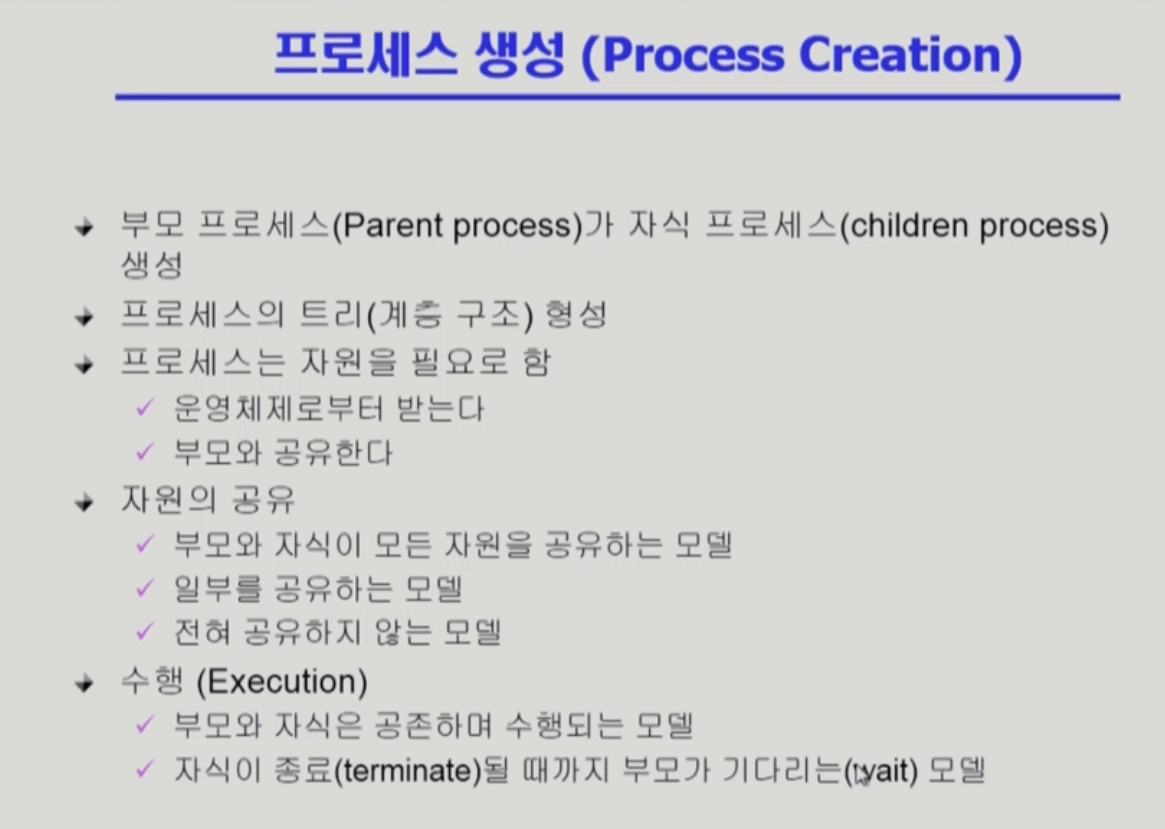 프로세스 생성 (Process Creation)
부모 프로세스(Parent process)가 자식 프로세스(children process)
생성
프로세스의 트리(계층 구조) 형성
프로세스는 자원을 필요로 함
운영체제로부터 받는다
부모와 공유한다
자원의 공유
부모와 자식이 모든 자원을 공유하는 모델
일부를 공유하는 모델
전혀 공유하지 않는 모델
수행 (Execution)
부모와 자식은 공존하며 수행되는 모델
자식이 종료(terminate)될 때까지 부모가 기다리는(wait) 모델